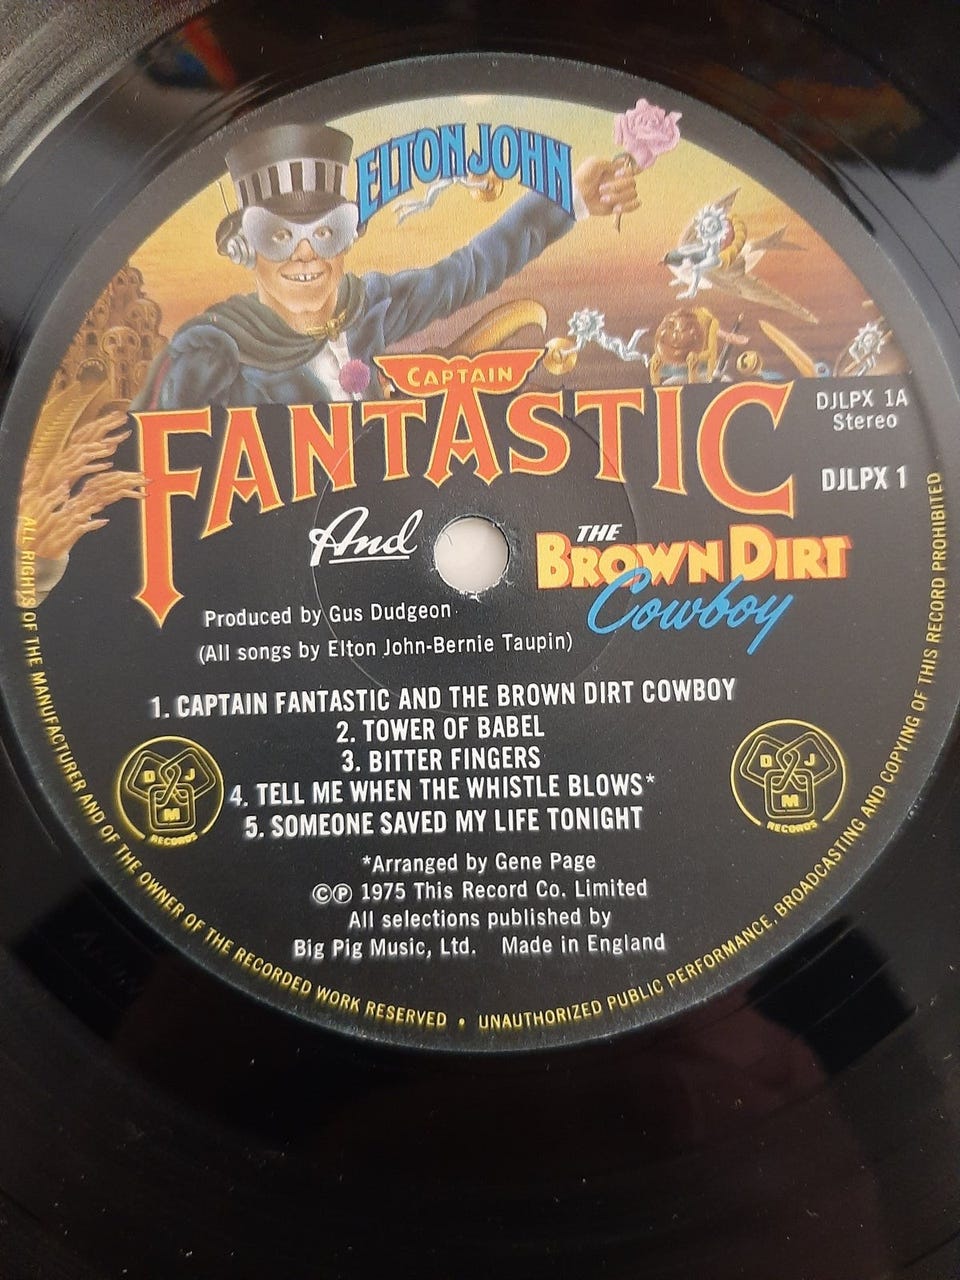 ELTON JOHN
CAPTAIN
FANTASTIC
DJLPX 1A
Stereo
DJLPX 1
And
THE
BROWN DIRT
Cowboy
Produced by Gus Dudgeon
(All songs by Elton John-Bernie Taupin)
1. CAPTAIN FANTASTIC AND THE BROWN DIRT COWBOY
2. TOWER OF BABEL
3. BITTER FINGERS
4. TELL ME WHEN THE WHISTLE BLOWS*
5. SOMEONE SAVED MY LIFE TONIGHT
D J
M
RECORDS
D J
M
RECORDS
*Arranged by Gene Page
©℗ 1975 This Record Co. Limited
All selections published by
Big Pig Music, Ltd. Made in England
ALL RIGHTS OF THE MANUFACTURER AND OF THE OWNER OF THE RECORDED WORK RESERVED • UNAUTHORIZED PUBLIC PERFORMANCE, BROADCASTING AND COPYING OF THIS RECORD PROHIBITED